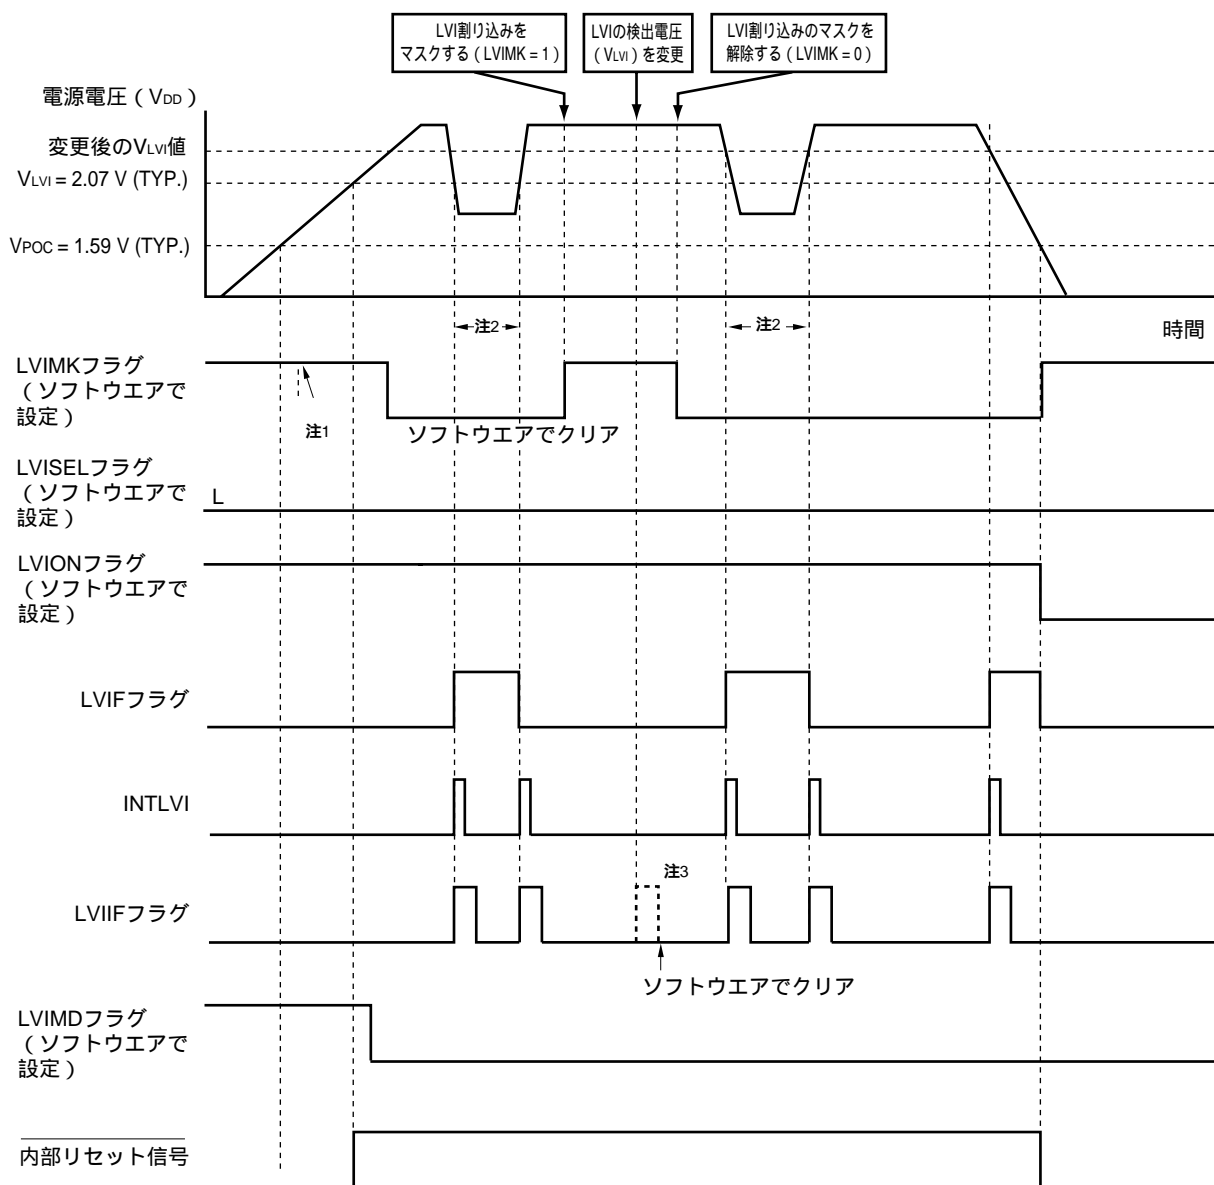 LVI割り込みを
マスクする(LVIMK = 1)
LVIの検出電圧
(VLVI)を変更
LVI割り込みのマスクを
解除する(LVIMK = 0)
電源電圧(VDD)
変更後のVLVI値
VLVI = 2.07 V (TYP.)
VPOC = 1.59 V (TYP.)
注2
注2
時間
LVIMKフラグ
(ソフトウエアで
設定)
注1
ソフトウエアでクリア
LVISELフラグ
(ソフトウエアで
設定)
L
LVIONフラグ
(ソフトウエアで
設定)
LVIFフラグ
INTLVI
注3
LVIIFフラグ
ソフトウエアでクリア
LVIMDフラグ
(ソフトウエアで
設定)
内部リセット信号